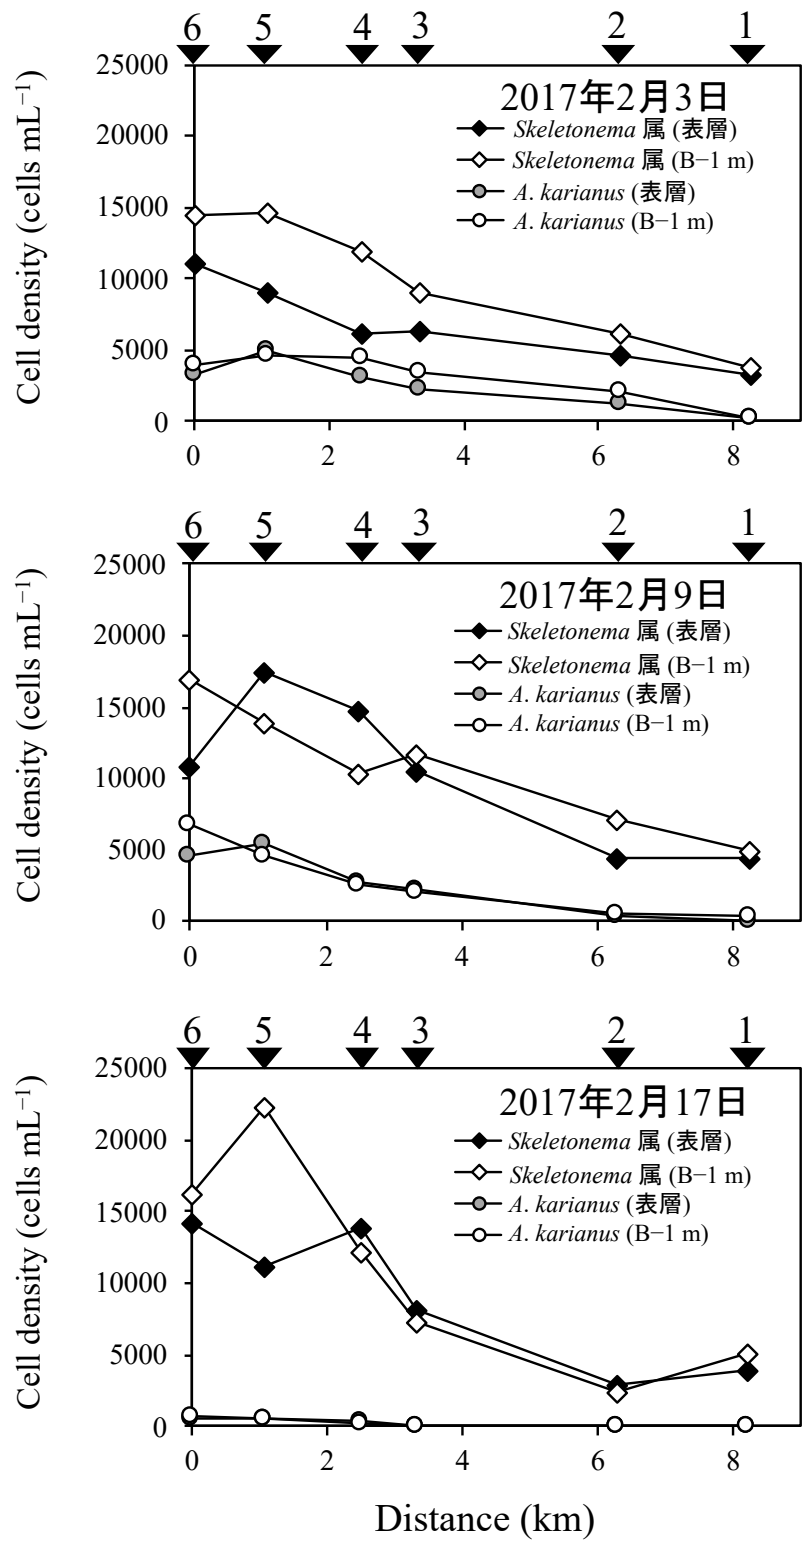 6 5 4 3 2 1
25000
20000
15000
10000
5000
0
Cell density (cells mL−1)
2017年2月3日
Skeletonema 属 (表層)
Skeletonema 属 (B−1 m)
A. karianus (表層)
A. karianus (B−1 m)
0 2 4 6 8
6 5 4 3 2 1
25000
20000
15000
10000
5000
0
Cell density (cells mL−1)
2017年2月9日
Skeletonema 属 (表層)
Skeletonema 属 (B−1 m)
A. karianus (表層)
A. karianus (B−1 m)
0 2 4 6 8
6 5 4 3 2 1
25000
20000
15000
10000
5000
0
Cell density (cells mL−1)
2017年2月17日
Skeletonema 属 (表層)
Skeletonema 属 (B−1 m)
A. karianus (表層)
A. karianus (B−1 m)
0 2 4 6 8
Distance (km)